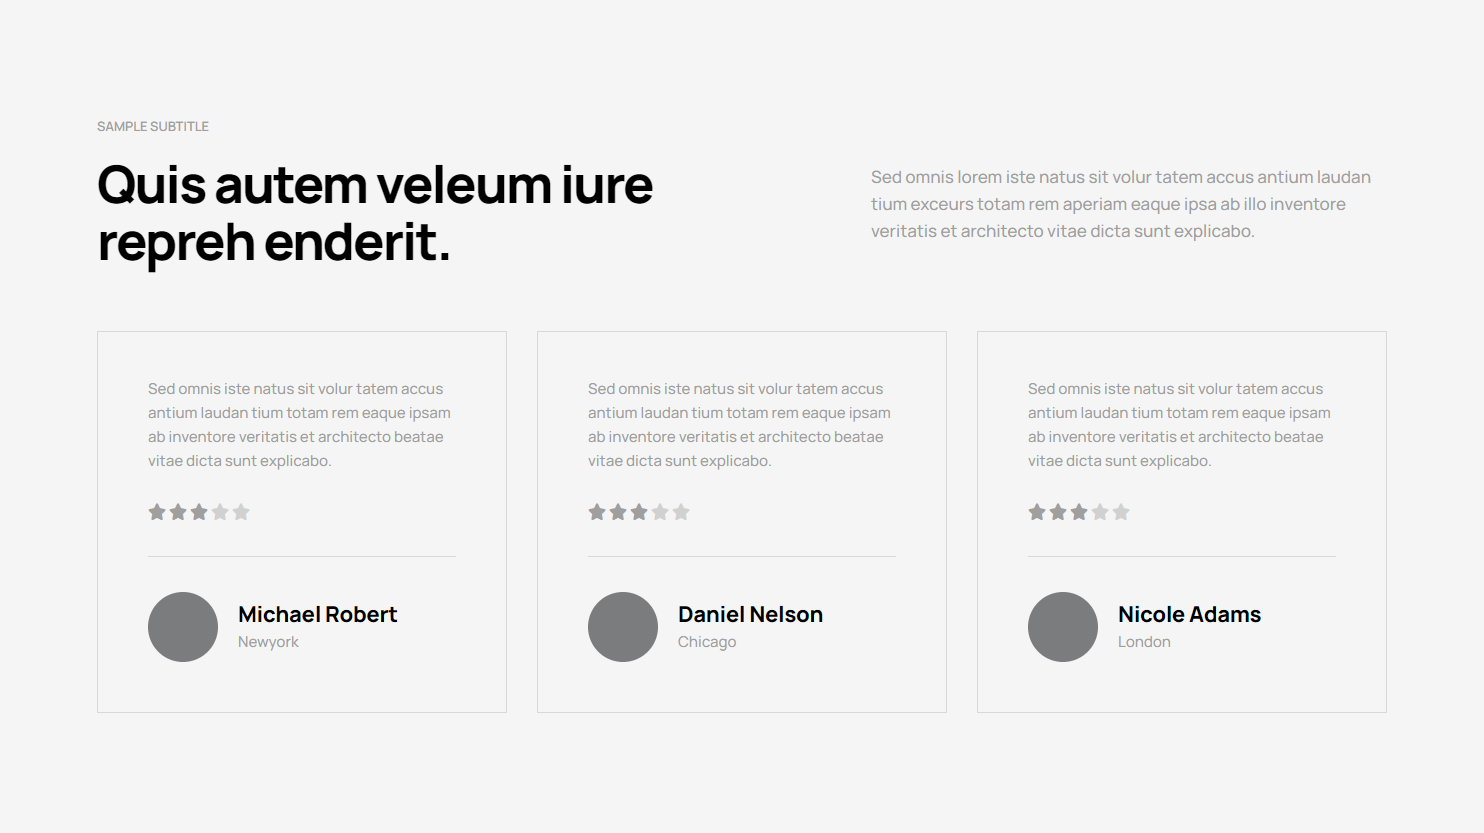 SAMPLE SUBTITLE
Quis autem veleum iure
repreh enderit.
Sed omnis lorem iste natus sit volur tatem accus antium laudan
tium exceurs totam rem aperiam eaque ipsa ab illo inventore
veritatis et architecto vitae dicta sunt explicabo.
Sed omnis iste natus sit volur tatem accus
antium laudan tium totam rem eaque ipsam
ab inventore veritatis et architecto beatae
vitae dicta sunt explicabo.
Michael Robert
Newyork
Sed omnis iste natus sit volur tatem accus
antium laudan tium totam rem eaque ipsam
ab inventore veritatis et architecto beatae
vitae dicta sunt explicabo.
Daniel Nelson
Chicago
Sed omnis iste natus sit volur tatem accus
antium laudan tium totam rem eaque ipsam
ab inventore veritatis et architecto beatae
vitae dicta sunt explicabo.
Nicole Adams
London